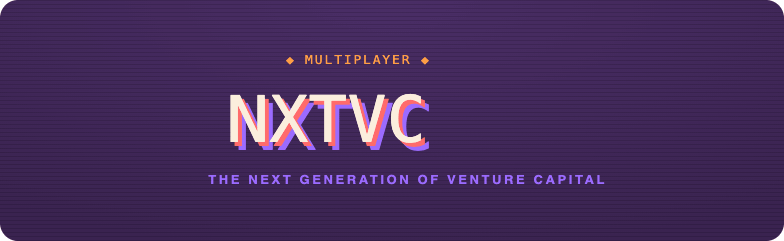 ◆ MULTIPLAYER ◆
NXTVC
THE NEXT GENERATION OF VENTURE CAPITAL